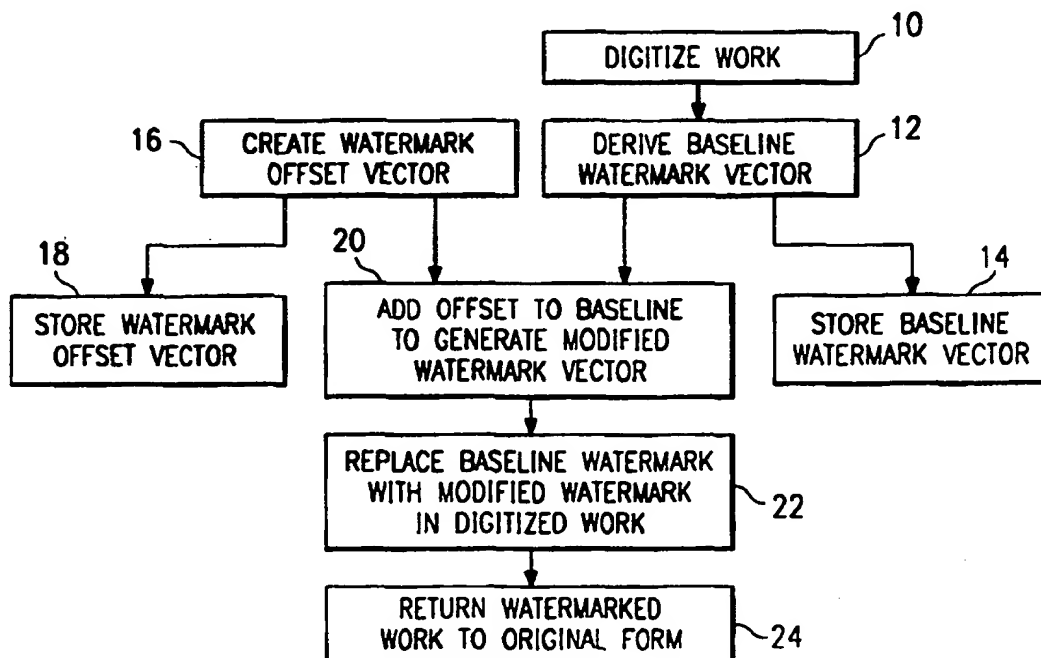 10
DIGITIZE WORK
16
CREATE WATERMARK
OFFSET VECTOR
12
DERIVE BASELINE
WATERMARK VECTOR
18
STORE WATERMARK
OFFSET VECTOR
20
ADD OFFSET TO BASELINE
TO GENERATE MODIFIED
WATERMARK VECTOR
14
STORE BASELINE
WATERMARK VECTOR
REPLACE BASELINE WATERMARK
WITH MODIFIED WATERMARK
IN DIGITIZED WORK
22
RETURN WATERMARKED
WORK TO ORIGINAL FORM
24